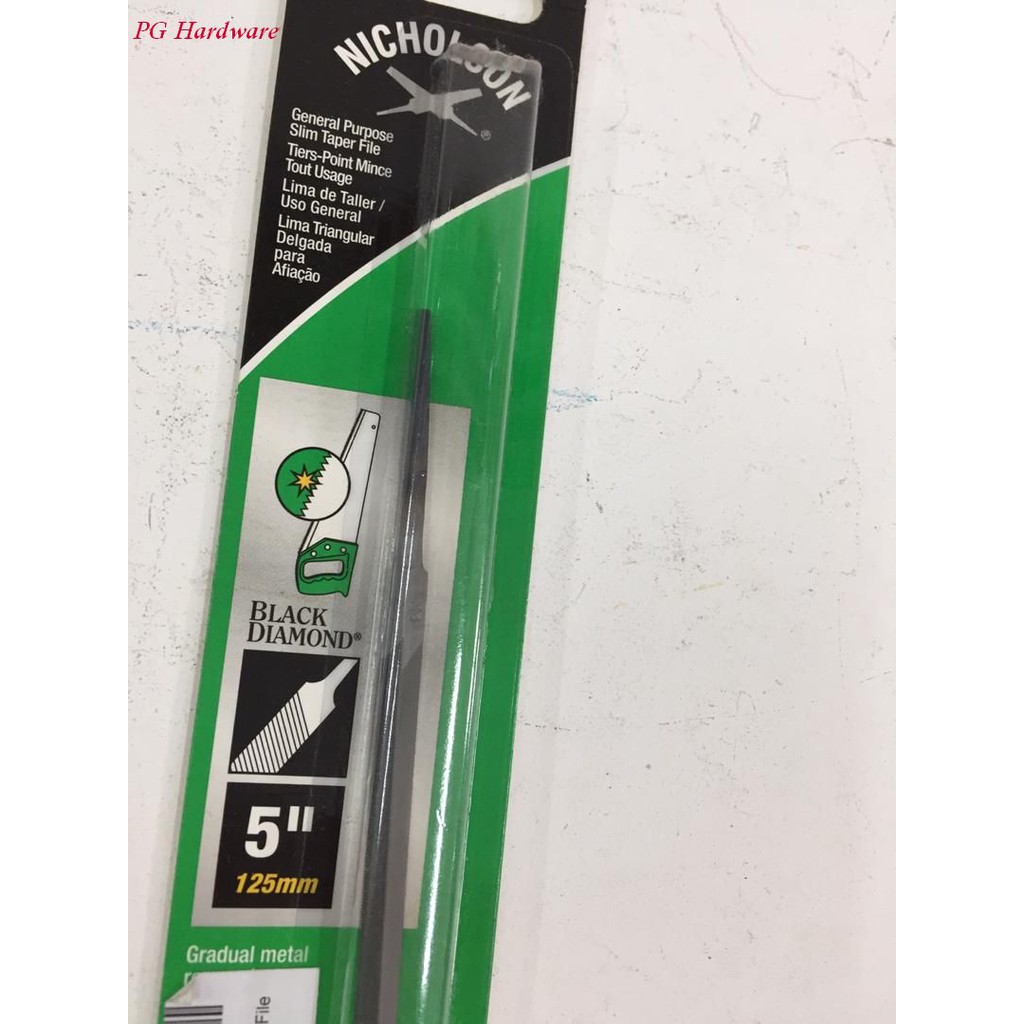 PG Hardware
NICHOLSON
®
General Purpose
Slim Taper File
Tiers-Point Mince
Tout Usage
Lima de Taller /
Uso General
Lima Triangular
Delgada
para
Afiação
BLACK
DIAMOND®
5"
125mm
Gradual metal
File